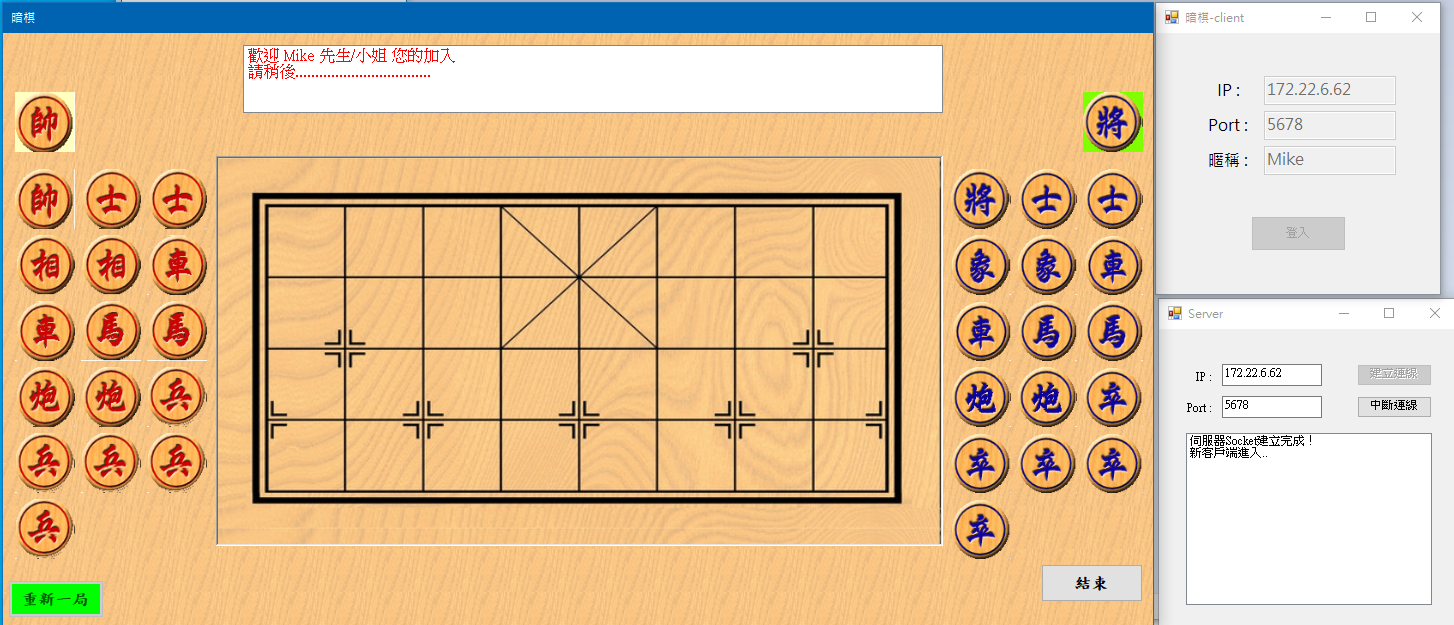 暗棋
歡迎 Mike 先生/小姐 您的加入
請稍後..................................
帥
將
帥 士 士
相 相 車
車 馬 馬
炮 炮 兵
兵 兵 兵
兵
將 士 士
象 象 車
車 馬 馬
炮 炮 卒
卒 卒 卒
卒
重新一局
結束
暗棋-client
IP :
172.22.6.62
Port :
5678
暱稱 :
Mike
登入
Server
IP :
172.22.6.62
建立連線
Port :
5678
中斷連線
伺服器Socket建立完成！
新客戶端進入..